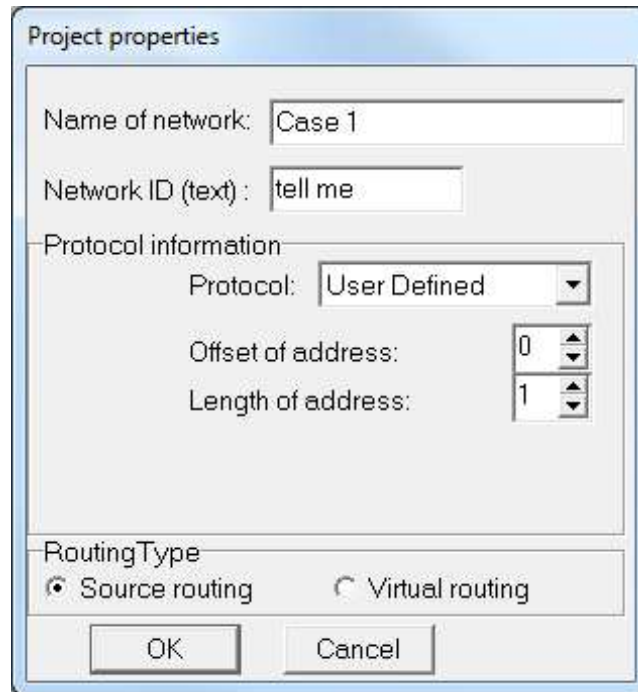 Project properties
Name of network: Case 1
Network ID (text) : tell me
Protocol information
Protocol: User Defined
Offset of address: 0
Length of address: 1
RoutingType
Source routing Virtual routing
OK Cancel